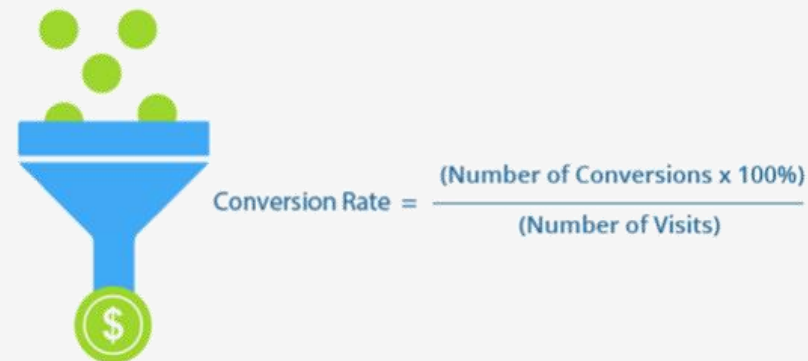 Conversion Rate =
(Number of Conversions x 100%)
(Number of Visits)
$